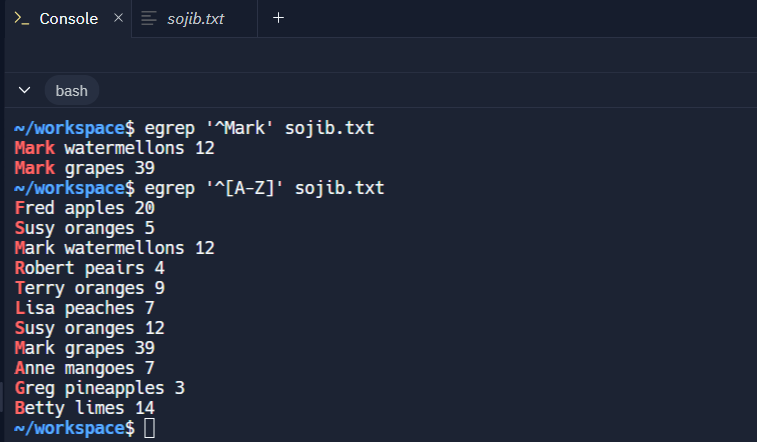 >_ Console × sojib.txt +
bash
~/workspace$ egrep '^Mark' sojib.txt
Mark watermellons 12
Mark grapes 39
~/workspace$ egrep '^[A-Z]' sojib.txt
Fred apples 20
Susy oranges 5
Mark watermellons 12
Robert peairs 4
Terry oranges 9
Lisa peaches 7
Susy oranges 12
Mark grapes 39
Anne mangoes 7
Greg pineapples 3
Betty limes 14
~/workspace$